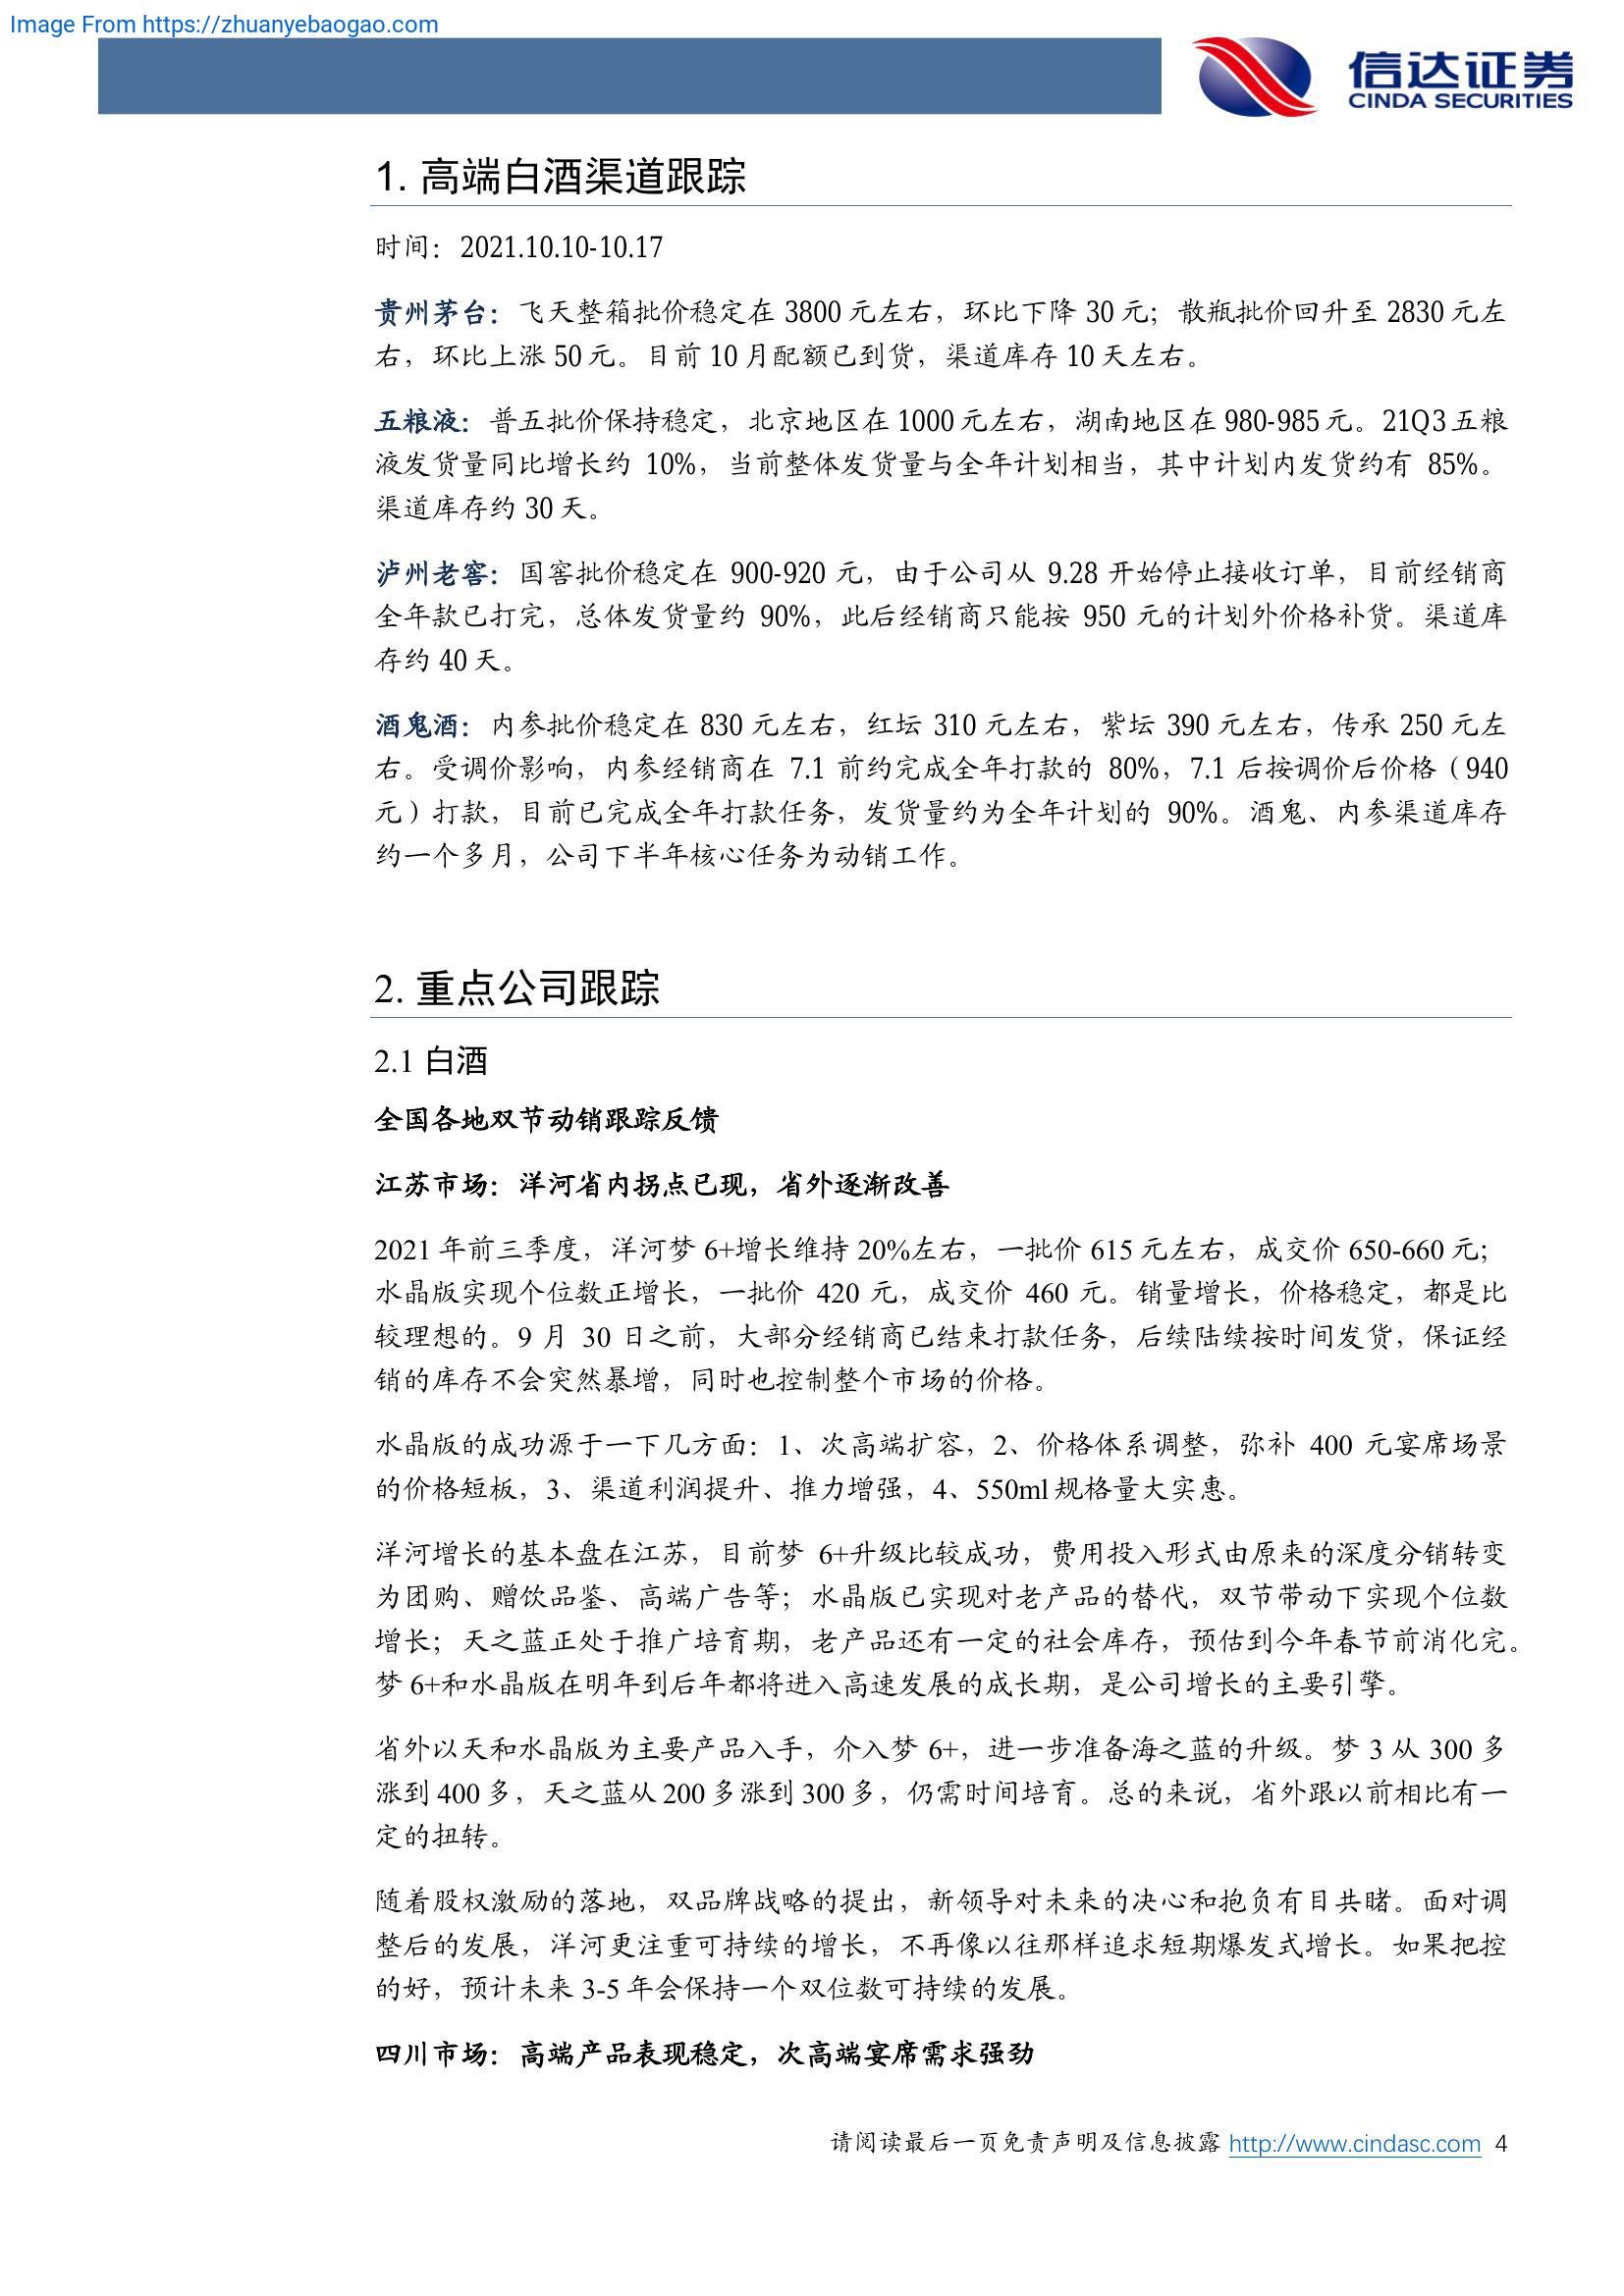 Image From https://zhuanyebaogao.com
信达证券
CINDA SECURITIES
1. 高端白酒渠道跟踪
时间：2021.10.10-10.17
贵州茅台：飞天整箱批价稳定在 3800 元左右，环比下降 30 元；散瓶批价回升至 2830 元左
右，环比上涨 50 元。目前 10 月配额已到货，渠道库存 10 天左右。
五粮液：普五批价保持稳定，北京地区在 1000 元左右，湖南地区在 980-985 元。21Q3 五粮
液发货量同比增长约 10%，当前整体发货量与全年计划相当，其中计划内发货约有 85%。
渠道库存约 30 天。
泸州老窖：国窖批价稳定在 900-920 元，由于公司从 9.28 开始停止接收订单，目前经销商
全年款已打完，总体发货量约 90%，此后经销商只能按 950 元的计划外价格补货。渠道库
存约 40 天。
酒鬼酒：内参批价稳定在 830 元左右，红坛 310 元左右，紫坛 390 元左右，传承 250 元左
右。受调价影响，内参经销商在 7.1 前约完成全年打款的 80%，7.1 后按调价后价格（940
元）打款，目前已完成全年打款任务，发货量约为全年计划的 90%。酒鬼、内参渠道库存
约一个多月，公司下半年核心任务为动销工作。
2. 重点公司跟踪
2.1 白酒
全国各地双节动销跟踪反馈
江苏市场：洋河省内拐点已现，省外逐渐改善
2021 年前三季度，洋河梦 6+增长维持 20%左右，一批价 615 元左右，成交价 650-660 元；
水晶版实现个位数正增长，一批价 420 元，成交价 460 元。销量增长，价格稳定，都是比
较理想的。9 月 30 日之前，大部分经销商已结束打款任务，后续陆续按时间发货，保证经
销的库存不会突然暴增，同时也控制整个市场的价格。
水晶版的成功源于一下几方面：1、次高端扩容，2、价格体系调整，弥补 400 元宴席场景
的价格短板，3、渠道利润提升、推力增强，4、550ml 规格量大实惠。
洋河增长的基本盘在江苏，目前梦 6+升级比较成功，费用投入形式由原来的深度分销转变
为团购、赠饮品鉴、高端广告等；水晶版已实现对老产品的替代，双节带动下实现个位数
增长；天之蓝正处于推广培育期，老产品还有一定的社会库存，预估到今年春节前消化完。
梦 6+和水晶版在明年到后年都将进入高速发展的成长期，是公司增长的主要引擎。
省外以天和水晶版为主要产品入手，介入梦 6+，进一步准备海之蓝的升级。梦 3 从 300 多
涨到 400 多，天之蓝从 200 多涨到 300 多，仍需时间培育。总的来说，省外跟以前相比有一
定的扭转。
随着股权激励的落地，双品牌战略的提出，新领导对未来的决心和抱负有目共睹。面对调
整后的发展，洋河更注重可持续的增长，不再像以往那样追求短期爆发式增长。如果把控
的好，预计未来 3-5 年会保持一个双位数可持续的发展。
四川市场：高端产品表现稳定，次高端宴席需求强劲
请阅读最后一页免责声明及信息披露 http://www.cindasc.com 4